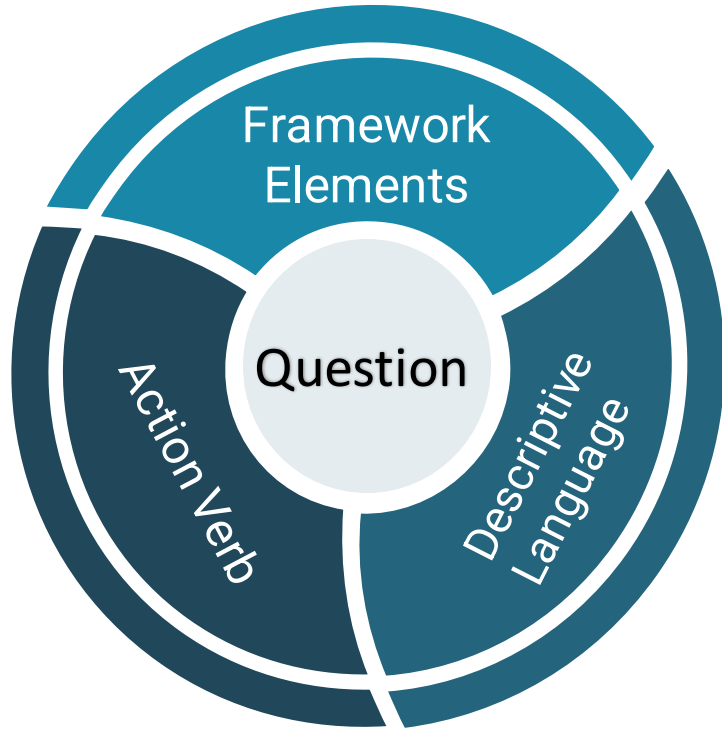 Framework
Elements
Question
Action Verb
Descriptive
Language